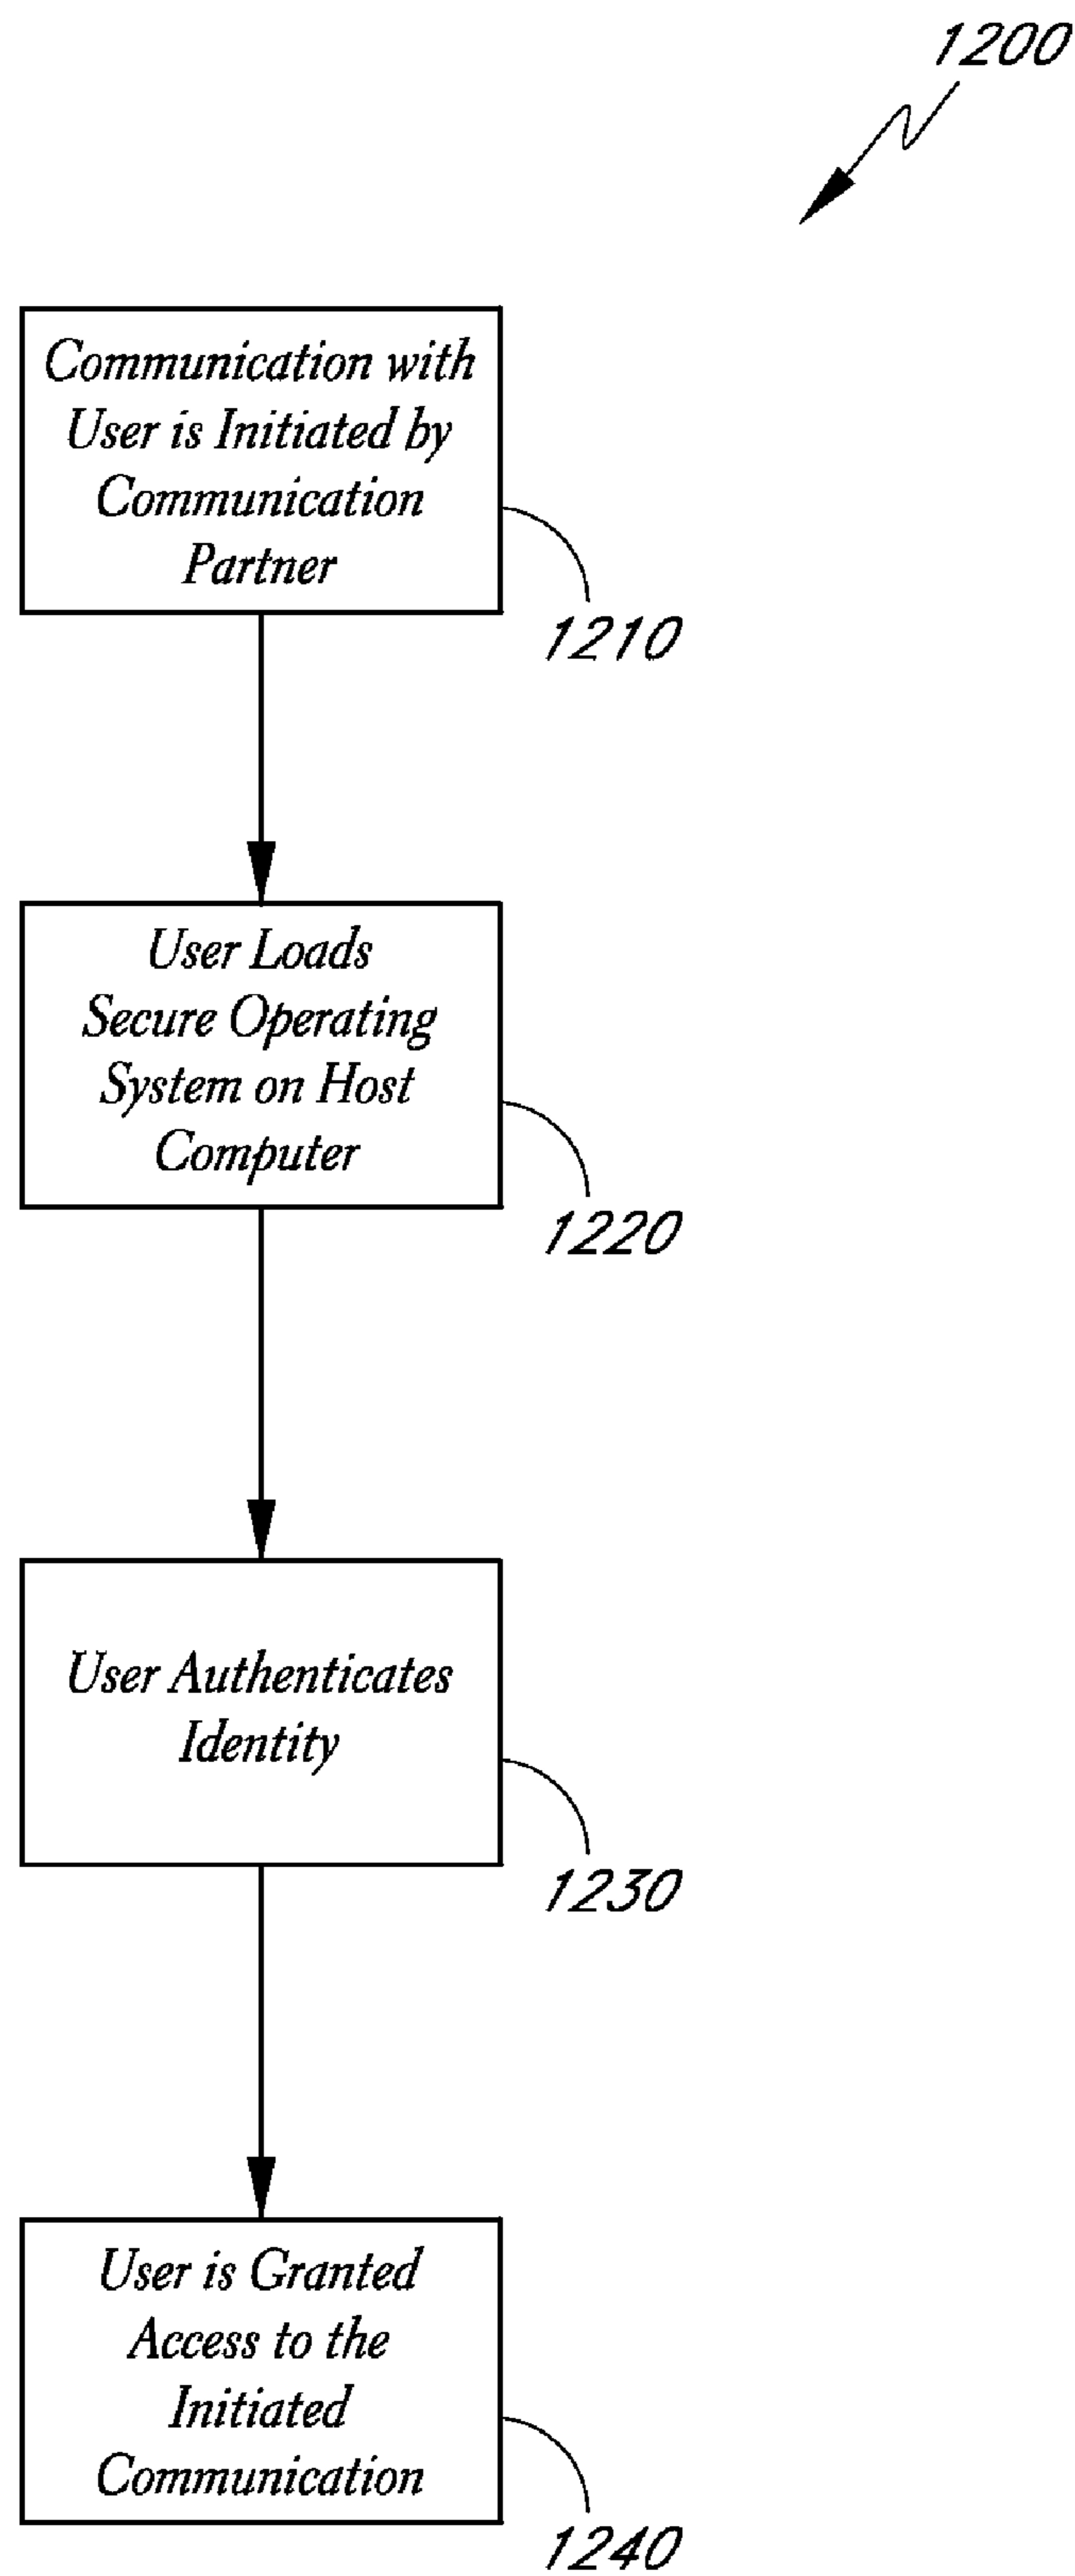 1200
Communication with
User is Initiated by
Communication
Partner
1210
User Loads
Secure Operating
System on Host
Computer
1220
User Authenticates
Identity
1230
User is Granted
Access to the
Initiated
Communication
1240